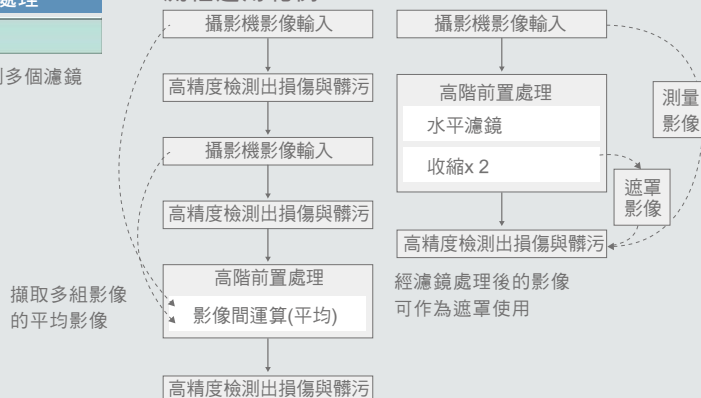 處理
攝影機影像輸入
高精度檢測出損傷與髒污
攝影機影像輸入
高精度檢測出損傷與髒污
高階前置處理
影像間運算(平均)
高精度檢測出損傷與髒污
多個濾鏡
擷取多組影像
的平均影像
攝影機影像輸入
高階前置處理
水平濾鏡
收縮x 2
測量
影像
遮罩
影像
高精度檢測出損傷與髒污
經濾鏡處理後的影像
可作為遮罩使用